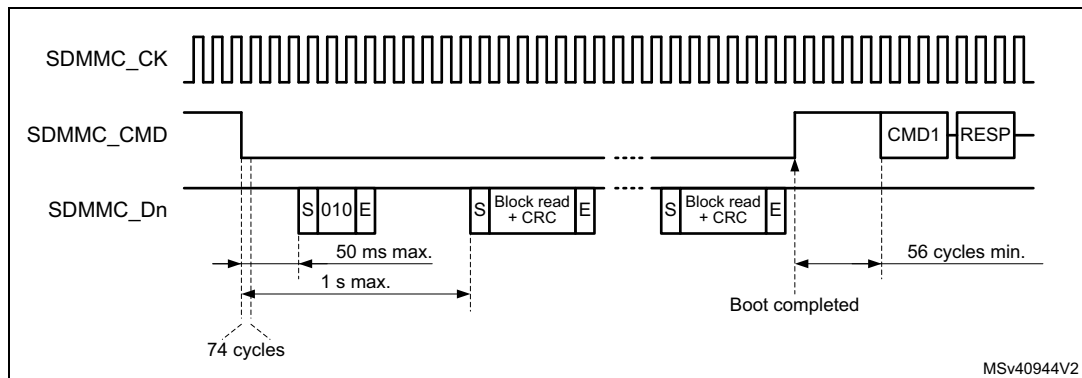 SDMMC_CK
SDMMC_CMD
CMD1
RESP
SDMMC_Dn
S
010
E
S
Block read
+ CRC
E
S
Block read
+ CRC
E
50 ms max.
56 cycles min.
1 s max.
Boot completed
74 cycles
MSv40944V2